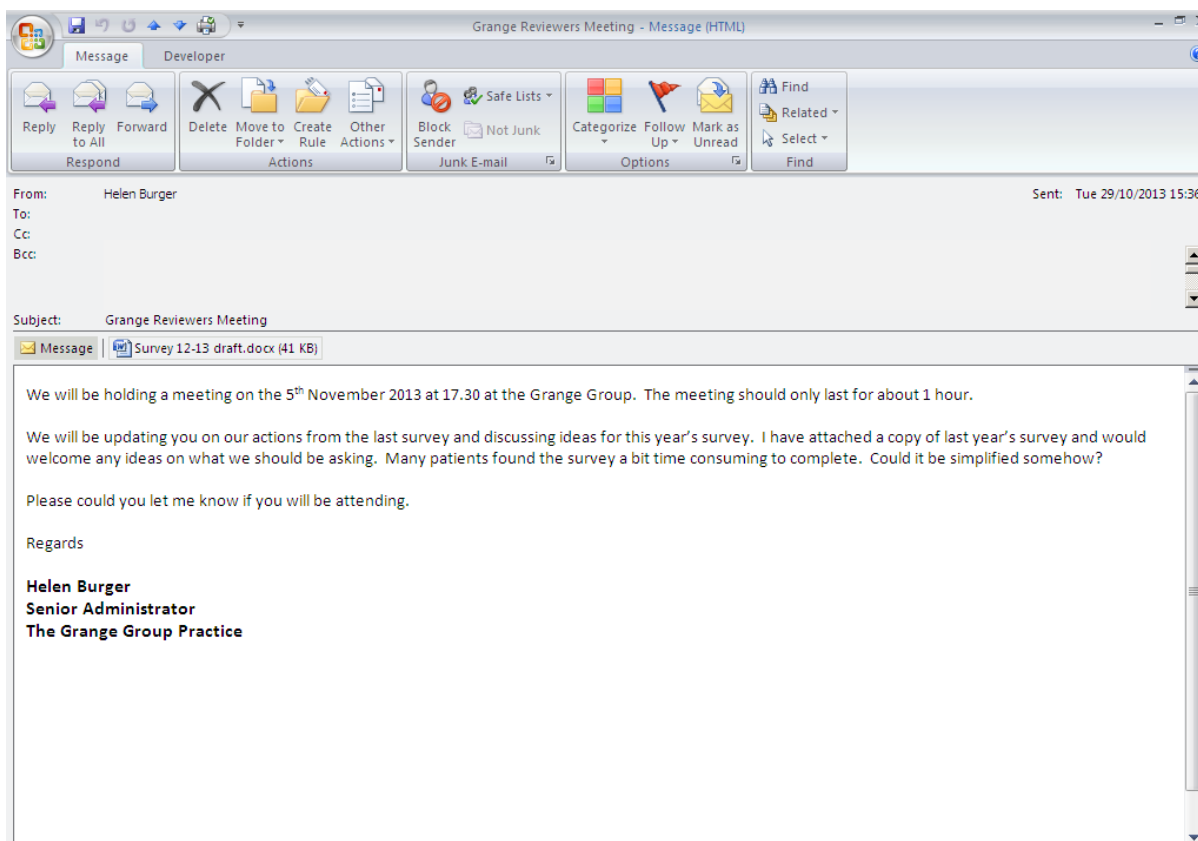 Grange Reviewers Meeting - Message (HTML)
Message Developer
Reply
Reply to All
Forward
Respond
Delete
Move to Folder
Create Rule
Other Actions
Actions
Block Sender
Safe Lists
Not Junk
Junk E-mail
Categorize
Follow Up
Mark as Unread
Options
Find
Related
Select
Find
From: Helen Burger Sent: Tue 29/10/2013 15:36
To:
Cc:
Bcc:
Subject: Grange Reviewers Meeting
Message Survey 12-13 draft.docx (41 KB)
We will be holding a meeting on the 5th November 2013 at 17.30 at the Grange Group. The meeting should only last for about 1 hour.
We will be updating you on our actions from the last survey and discussing ideas for this year's survey. I have attached a copy of last year's survey and would
welcome any ideas on what we should be asking. Many patients found the survey a bit time consuming to complete. Could it be simplified somehow?
Please could you let me know if you will be attending.
Regards
Helen Burger
Senior Administrator
The Grange Group Practice